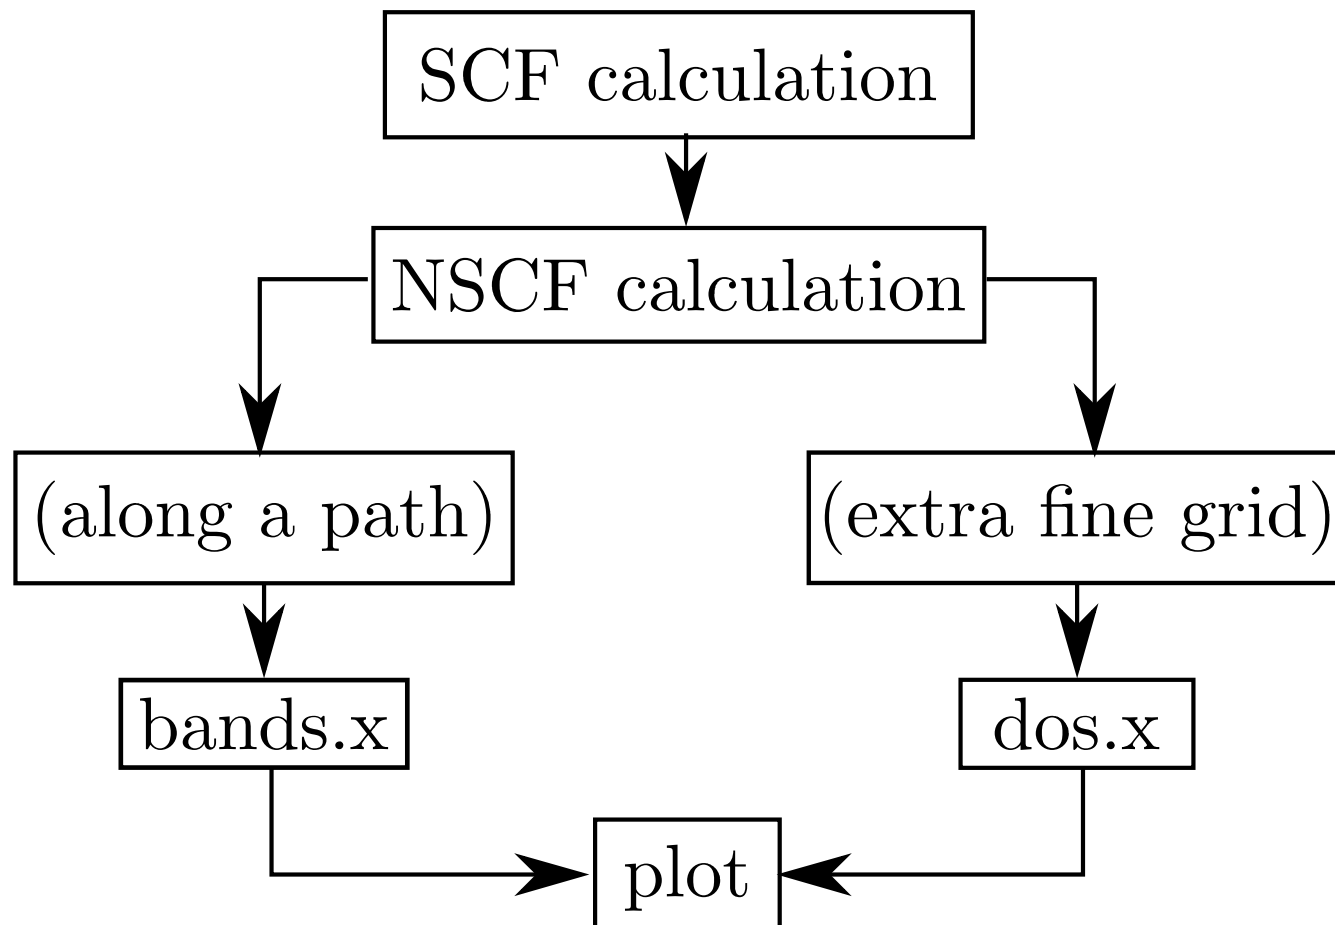 SCF calculation
NSCF calculation
(along a path)
(extra fine grid)
bands.x
dos.x
plot